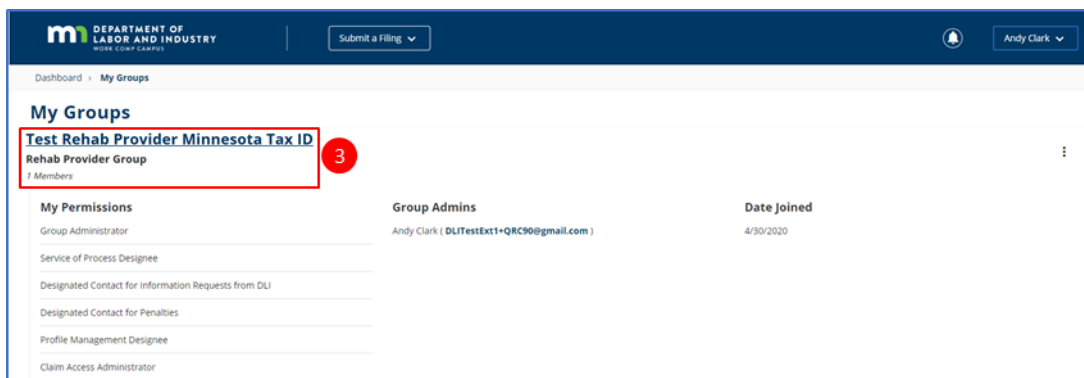 DEPARTMENT OF
LABOR AND INDUSTRY
WORK COMP CAMPUS
Submit a Filing
Andy Clark
Dashboard › My Groups
My Groups
Test Rehab Provider Minnesota Tax ID
Rehab Provider Group
1 Members
3
My Permissions
Group Admins
Date Joined
Group Administrator
Andy Clark ( DLITestExt1+QRC90@gmail.com )
4/30/2020
Service of Process Designee
Designated Contact for Information Requests from DLI
Designated Contact for Penalties
Profile Management Designee
Claim Access Administrator